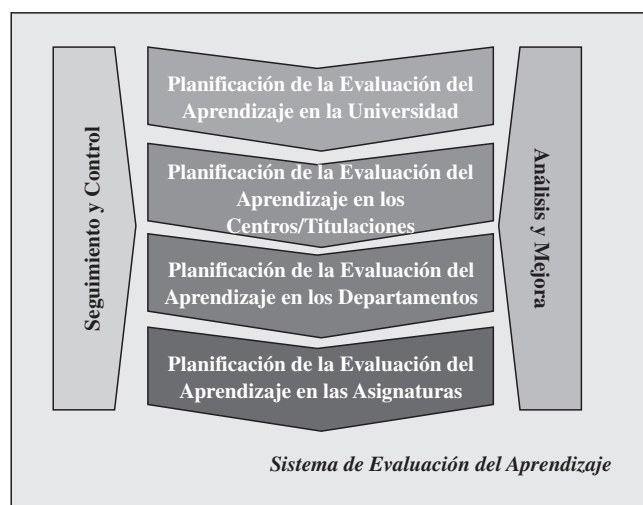 Seguimiento y Control
Planificación de la Evaluación del
Aprendizaje en la Universidad
Planificación de la Evaluación del
Aprendizaje en los
Centros/Titulaciones
Planificación de la Evaluación del
Aprendizaje en los Departamentos
Planificación de la Evaluación del
Aprendizaje en las Asignaturas
Análisis y Mejora
Sistema de Evaluación del Aprendizaje